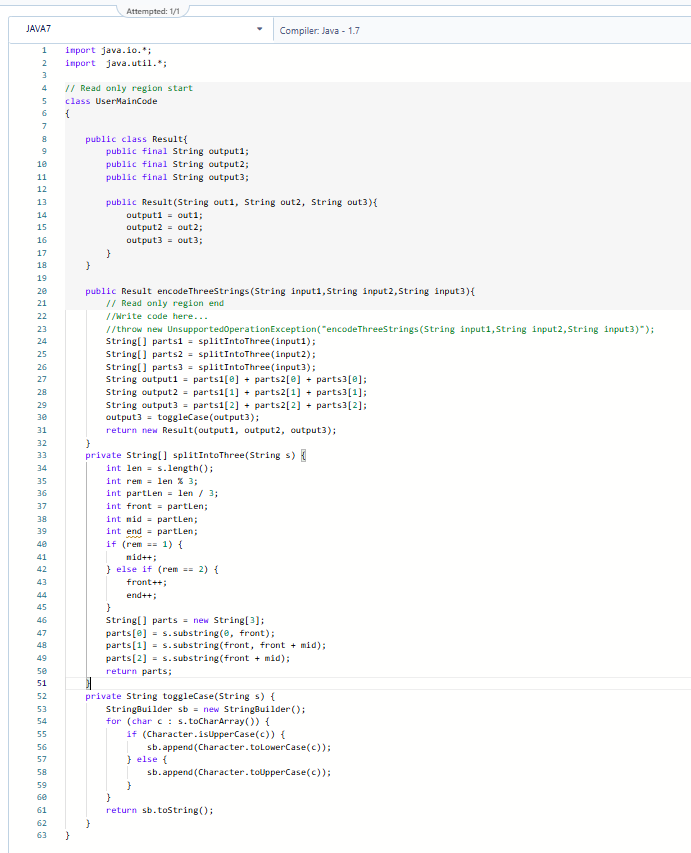 Attempted: 1/1
JAVA7
Compiler: Java - 1.7
1 import java.io.*;
2 import  java.util.*;
3
4 // Read only region start
5 class UserMainCode
6 {
7
8     public class Result{
9         public final String output1;
10         public final String output2;
11         public final String output3;
12
13         public Result(String out1, String out2, String out3){
14             output1 = out1;
15             output2 = out2;
16             output3 = out3;
17         }
18     }
19
20     public Result encodeThreeStrings(String input1,String input2,String input3){
21         // Read only region end
22         //Write code here...
23         //throw new UnsupportedOperationException("encodeThreeStrings(String input1,String input2,String input3)");
24         String[] parts1 = splitIntoThree(input1);
25         String[] parts2 = splitIntoThree(input2);
26         String[] parts3 = splitIntoThree(input3);
27         String output1 = parts1[0] + parts2[0] + parts3[0];
28         String output2 = parts1[1] + parts2[1] + parts3[1];
29         String output3 = parts1[2] + parts2[2] + parts3[2];
30         output3 = toggleCase(output3);
31         return new Result(output1, output2, output3);
32     }
33     private String[] splitIntoThree(String s) {
34         int len = s.length();
35         int rem = len % 3;
36         int partLen = len / 3;
37         int front = partLen;
38         int mid = partLen;
39         int end = partLen;
40         if (rem == 1) {
41             mid++;
42         } else if (rem == 2) {
43             front++;
44             end++;
45         }
46         String[] parts = new String[3];
47         parts[0] = s.substring(0, front);
48         parts[1] = s.substring(front, front + mid);
49         parts[2] = s.substring(front + mid);
50         return parts;
51     }
52     private String toggleCase(String s) {
53         StringBuilder sb = new StringBuilder();
54         for (char c : s.toCharArray()) {
55             if (Character.isUpperCase(c)) {
56                 sb.append(Character.toLowerCase(c));
57             } else {
58                 sb.append(Character.toUpperCase(c));
59             }
60         }
61         return sb.toString();
62     }
63 }